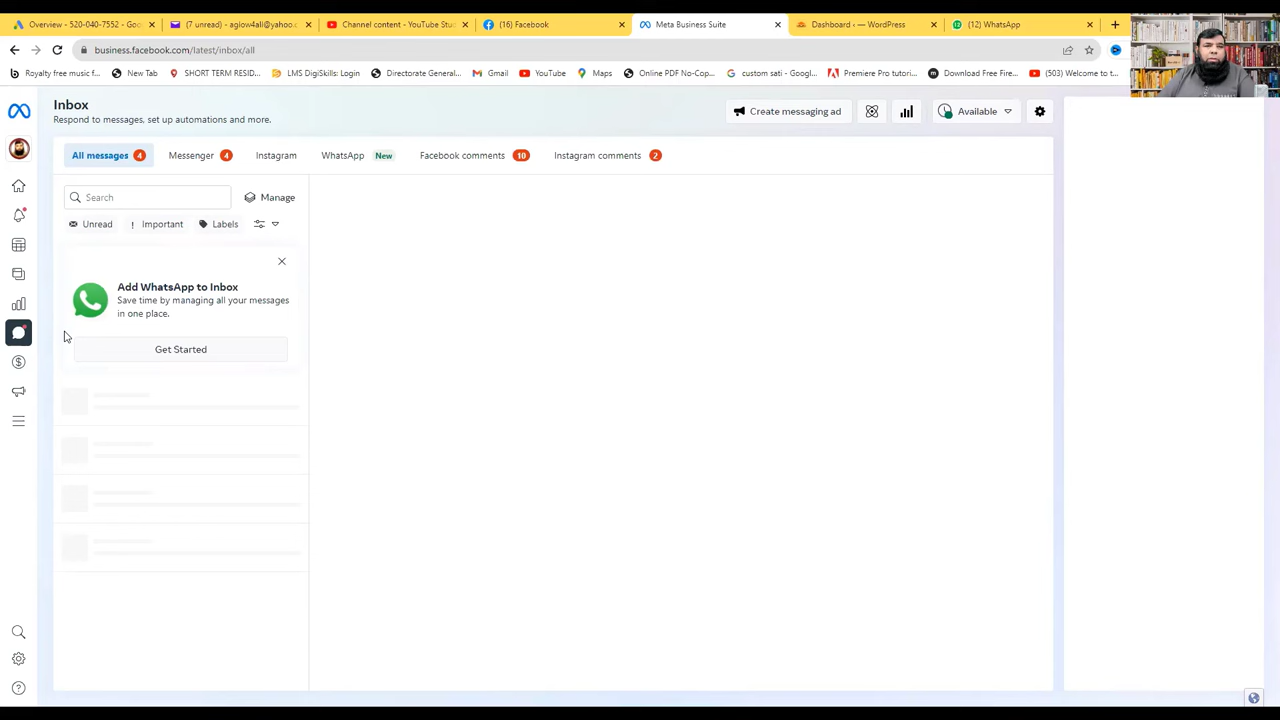 Overview - 520-040-7552 - Goo
(7 unread) - aglow4ali@yahoo.c
Channel content - YouTube Stud
(16) Facebook
Meta Business Suite
Dashboard ‹ — WordPress
(12) WhatsApp
business.facebook.com/latest/inbox/all
Royalty free music f...
New Tab
SHORT TERM RESID...
LMS DigiSkills: Login
Directorate General...
Gmail
YouTube
Maps
Online PDF No-Cop...
custom sati - Googl...
Premiere Pro tutori...
Download Free Fire...
(503) Welcome to t...
Inbox
Respond to messages, set up automations and more.
Create messaging ad
Available
All messages 4
Messenger 4
Instagram
WhatsApp New
Facebook comments 10
Instagram comments 2
Search
Manage
Unread
Important
Labels
Add WhatsApp to Inbox
Save time by managing all your messages
in one place.
Get Started